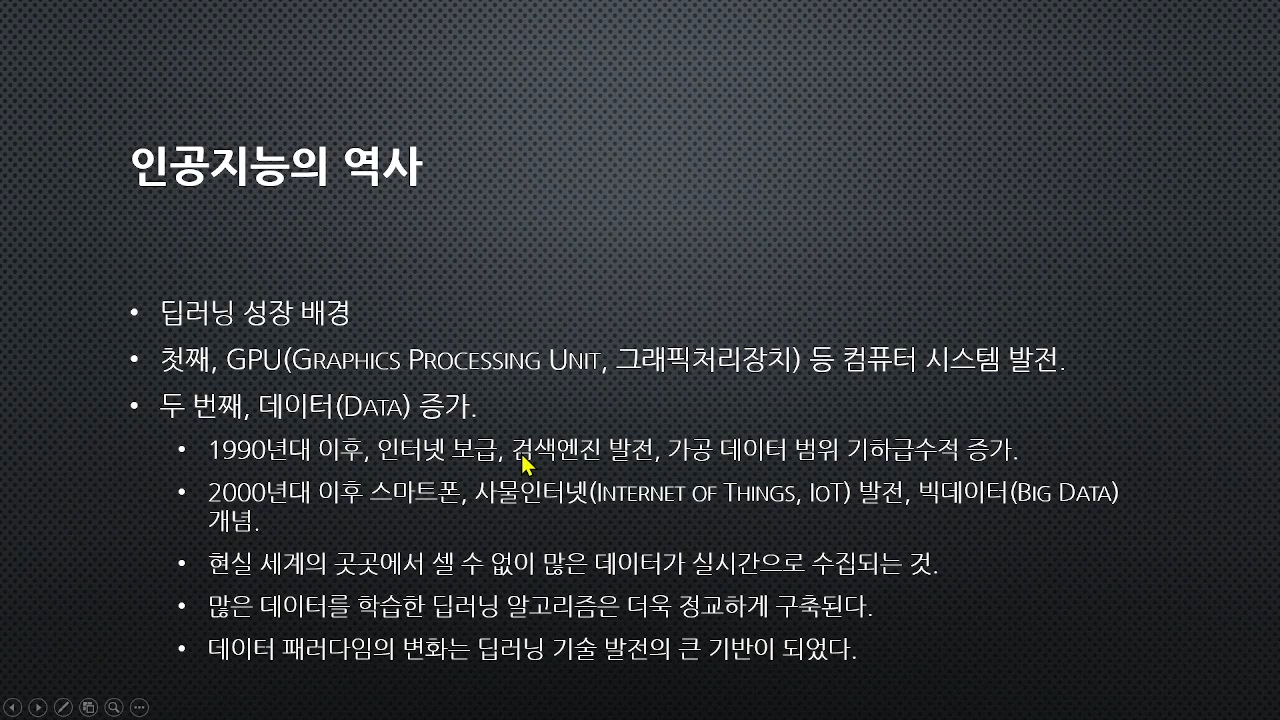 인공지능의 역사
• 딥러닝 성장 배경
• 첫째, GPU(GRAPHICS PROCESSING UNIT, 그래픽처리장치) 등 컴퓨터 시스템 발전.
• 두 번째, 데이터(DATA) 증가.
• 1990년대 이후, 인터넷 보급, 검색엔진 발전, 가공 데이터 범위 기하급수적 증가.
• 2000년대 이후 스마트폰, 사물인터넷(INTERNET OF THINGS, IOT) 발전, 빅데이터(BIG DATA)
개념.
• 현실 세계의 곳곳에서 셀 수 없이 많은 데이터가 실시간으로 수집되는 것.
• 많은 데이터를 학습한 딥러닝 알고리즘은 더욱 정교하게 구축된다.
• 데이터 패러다임의 변화는 딥러닝 기술 발전의 큰 기반이 되었다.